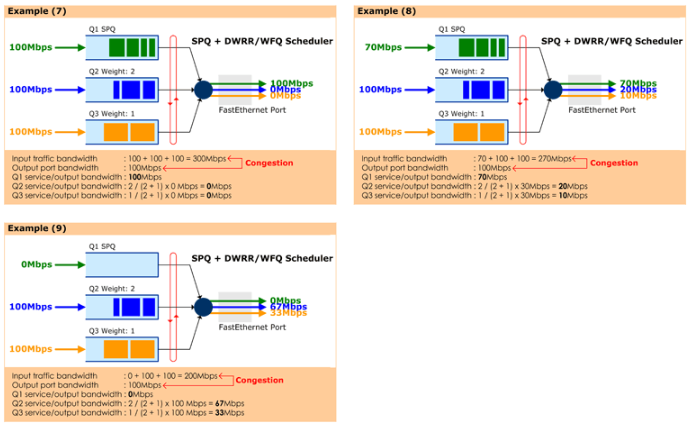 Example (7)
Q1 SPQ
SPQ + DWRR/WFQ Scheduler
100Mbps
Q2 Weight: 2
100Mbps
100Mbps
0Mbps
0Mbps
FastEthernet Port
Q3 Weight: 1
100Mbps
Input traffic bandwidth : 100 + 100 + 100 = 300Mbps
Congestion
Output port bandwidth : 100Mbps
Q1 service/output bandwidth : 100Mbps
Q2 service/output bandwidth : 2 / (2 + 1) x 0 Mbps = 0Mbps
Q3 service/output bandwidth : 1 / (2 + 1) x 0 Mbps = 0Mbps
Example (8)
Q1 SPQ
SPQ + DWRR/WFQ Scheduler
70Mbps
Q2 Weight: 2
100Mbps
70Mbps
20Mbps
10Mbps
FastEthernet Port
Q3 Weight: 1
100Mbps
Input traffic bandwidth : 70 + 100 + 100 = 270Mbps
Congestion
Output port bandwidth : 100Mbps
Q1 service/output bandwidth : 70Mbps
Q2 service/output bandwidth : 2 / (2 + 1) x 30Mbps = 20Mbps
Q3 service/output bandwidth : 1 / (2 + 1) x 30Mbps = 10Mbps
Example (9)
Q1 SPQ
SPQ + DWRR/WFQ Scheduler
0Mbps
Q2 Weight: 2
100Mbps
0Mbps
67Mbps
33Mbps
FastEthernet Port
Q3 Weight: 1
100Mbps
Input traffic bandwidth : 0 + 100 + 100 = 200Mbps
Congestion
Output port bandwidth : 100Mbps
Q1 service/output bandwidth : 0Mbps
Q2 service/output bandwidth : 2 / (2 + 1) x 100 Mbps = 67Mbps
Q3 service/output bandwidth : 1 / (2 + 1) x 100 Mbps = 33Mbps